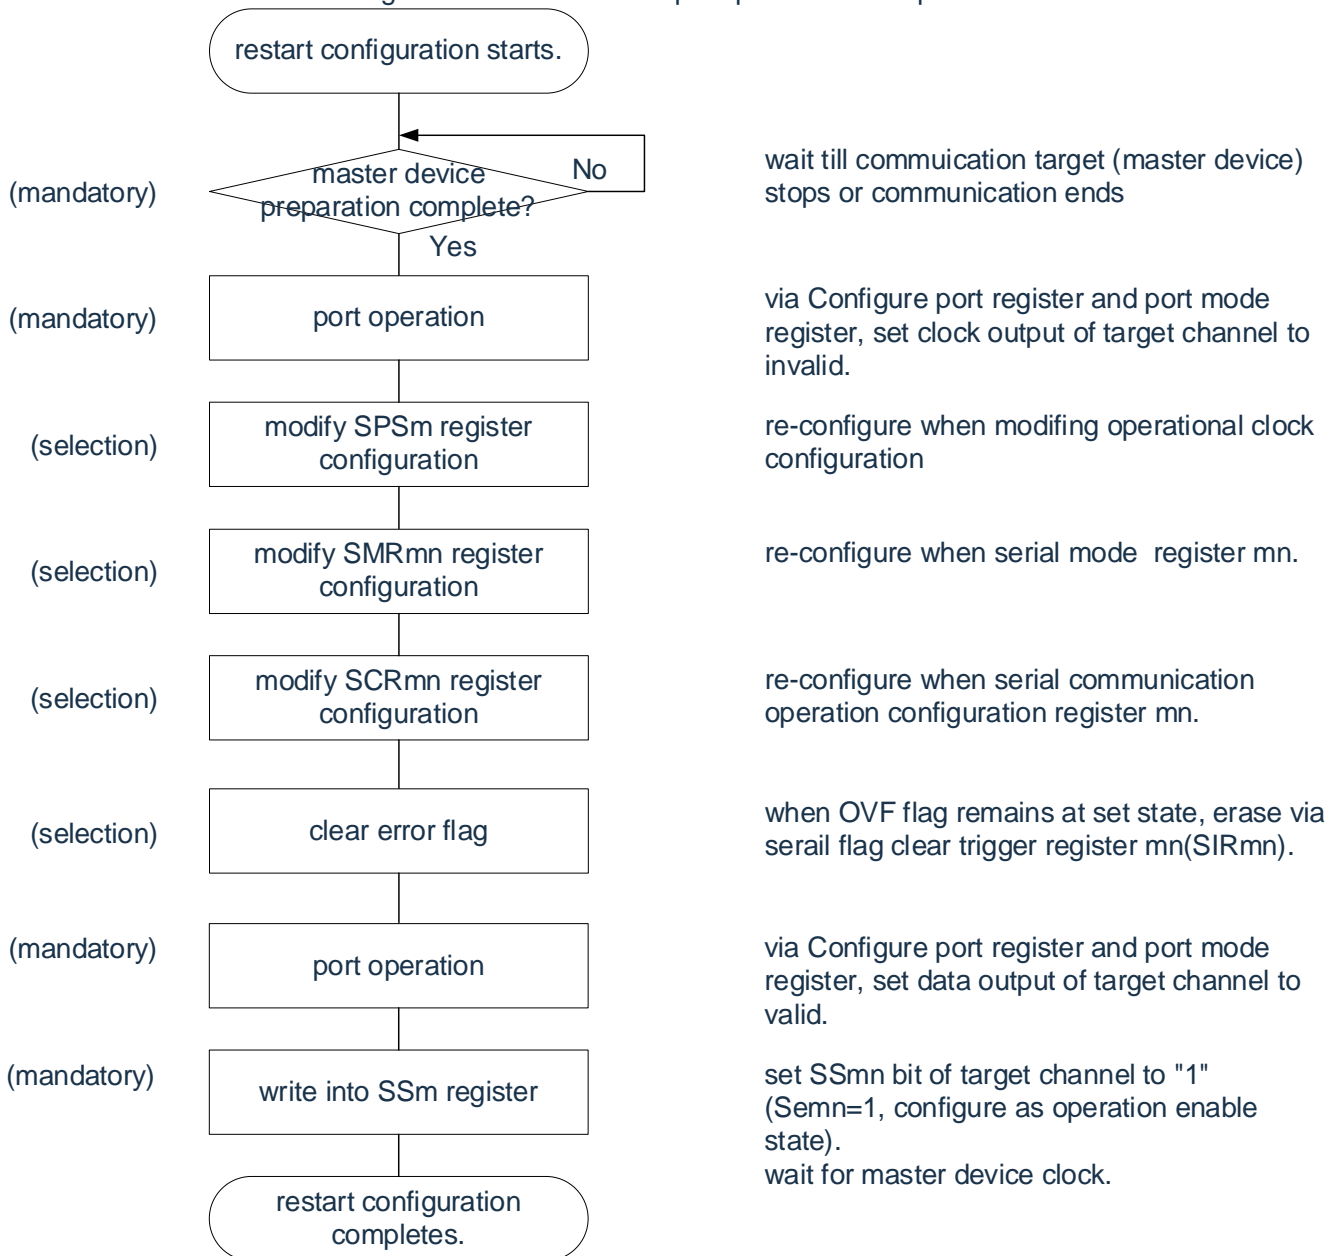 restart configuration starts.
No
master device
preparation complete?
Yes
(mandatory)
wait till commuication target (master device)
stops or communication ends
(mandatory)
port operation
via Configure port register and port mode
register, set clock output of target channel to
invalid.
(selection)
modify SPSm register
configuration
re-configure when modifing operational clock
configuration
(selection)
modify SMRmn register
configuration
re-configure when serial mode register mn.
(selection)
modify SCRmn register
configuration
re-configure when serial communication
operation configuration register mn.
(selection)
clear error flag
when OVF flag remains at set state, erase via
serail flag clear trigger register mn(SIRmn).
(mandatory)
port operation
via Configure port register and port mode
register, set data output of target channel to
valid.
(mandatory)
write into SSm register
set SSmn bit of target channel to "1"
(Semn=1, configure as operation enable
state).
wait for master device clock.
restart configuration
completes.